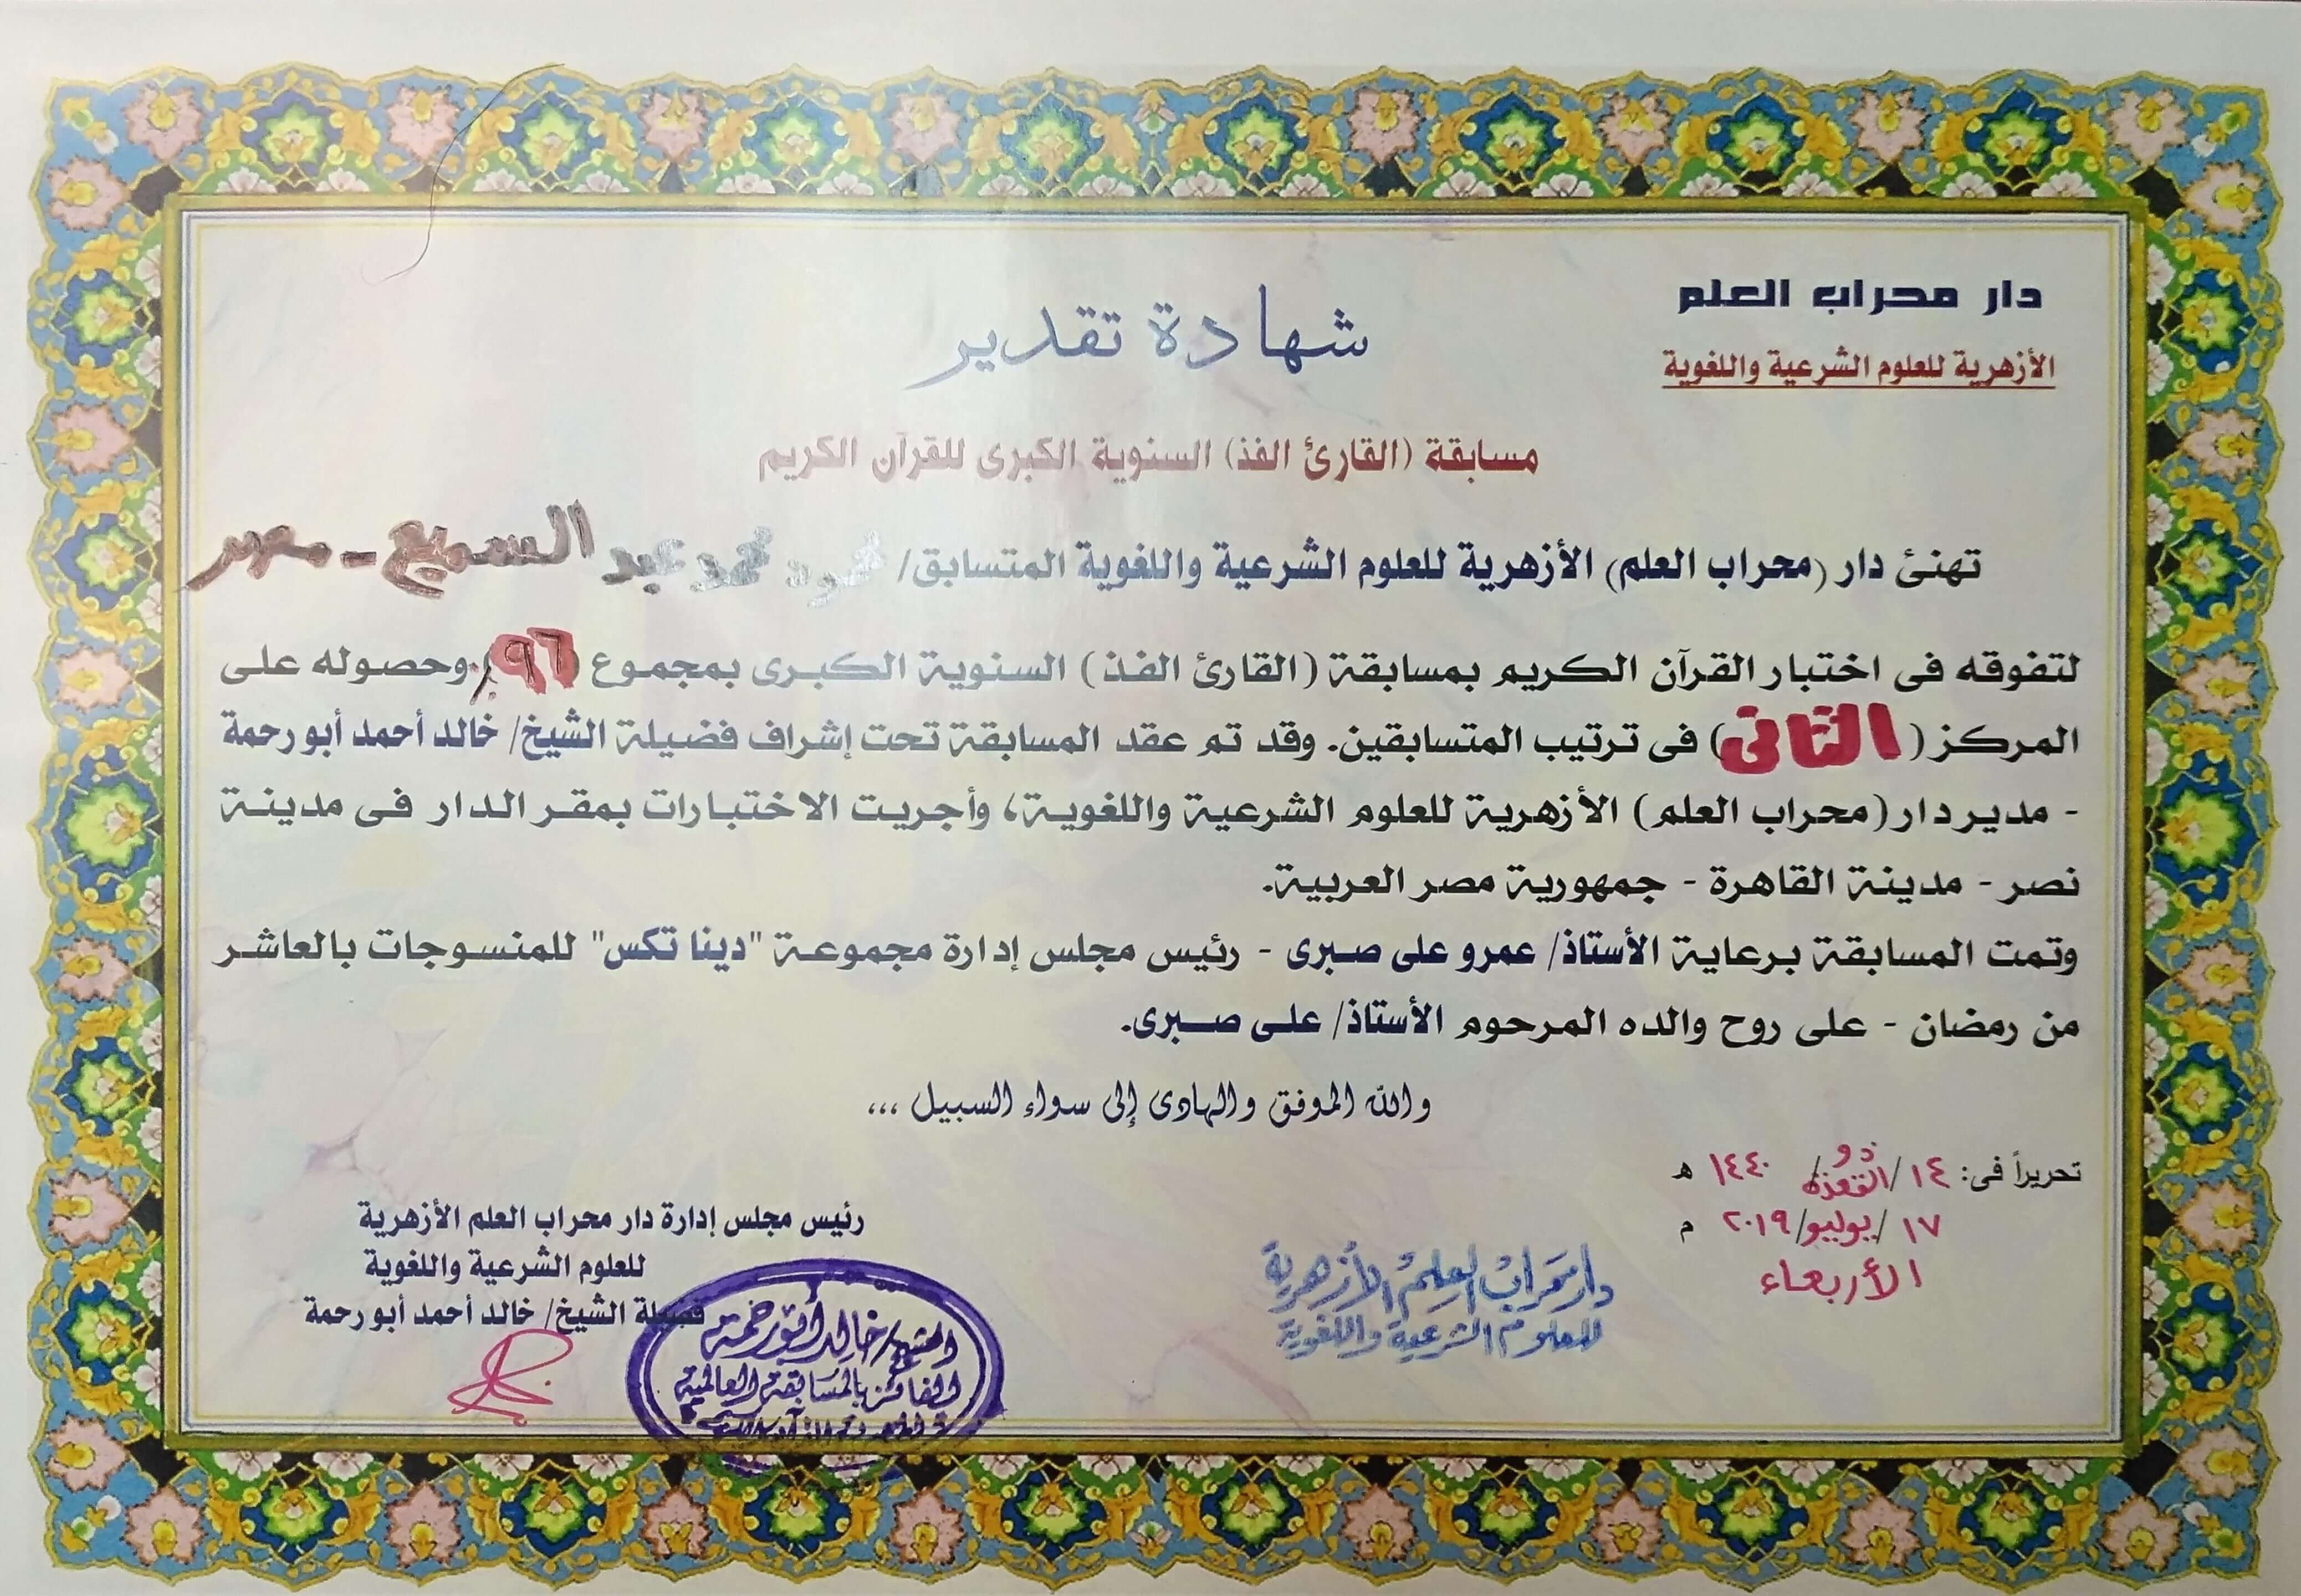 دار محراب العلم
الأزهرية للعلوم الشرعية واللغوية
شهادة تقدير
مسابقة (القارئ الفذ) السنوية الكبرى للقرآن الكريم
تهنئ دار (محراب العلم) الأزهرية للعلوم الشرعية واللغوية المتسابق/ محمود محمد عبد السميع - مصر
لتفوقه فى اختبار القرآن الكريم بمسابقة (القارئ الفذ) السنوية الكبرى بمجموع (٩٦٪) وحصوله على
المركز (الثانى) فى ترتيب المتسابقين. وقد تم عقد المسابقة تحت إشراف فضيلة الشيخ/ خالد أحمد أبو رحمة
- مدير دار (محراب العلم) الأزهرية للعلوم الشرعية واللغوية، وأجريت الاختبارات بمقر الدار فى مدينة
نصر - مدينة القاهرة - جمهورية مصر العربية.
وتمت المسابقة برعاية الأستاذ/ عمرو على صبرى - رئيس مجلس إدارة مجموعة "دينا تكس" للمنسوجات بالعاشر
من رمضان - على روح والده المرحوم الأستاذ/ على صبرى.
والله الموفق والهادى إلى سواء السبيل ...
تحريراً فى: ١٤ / ذو القعدة / ١٤٤٠ هـ
١٧ / يوليو / ٢٠١٩ م
الأربعاء
رئيس مجلس إدارة دار محراب العلم الأزهرية
للعلوم الشرعية واللغوية
فضيلة الشيخ/ خالد أحمد أبو رحمة
دار محراب العلم الأزهرية
للعلوم الشرعية واللغوية
الشيخ/ خالد أبو رحمة
الفائز بالمسابقة العالمية